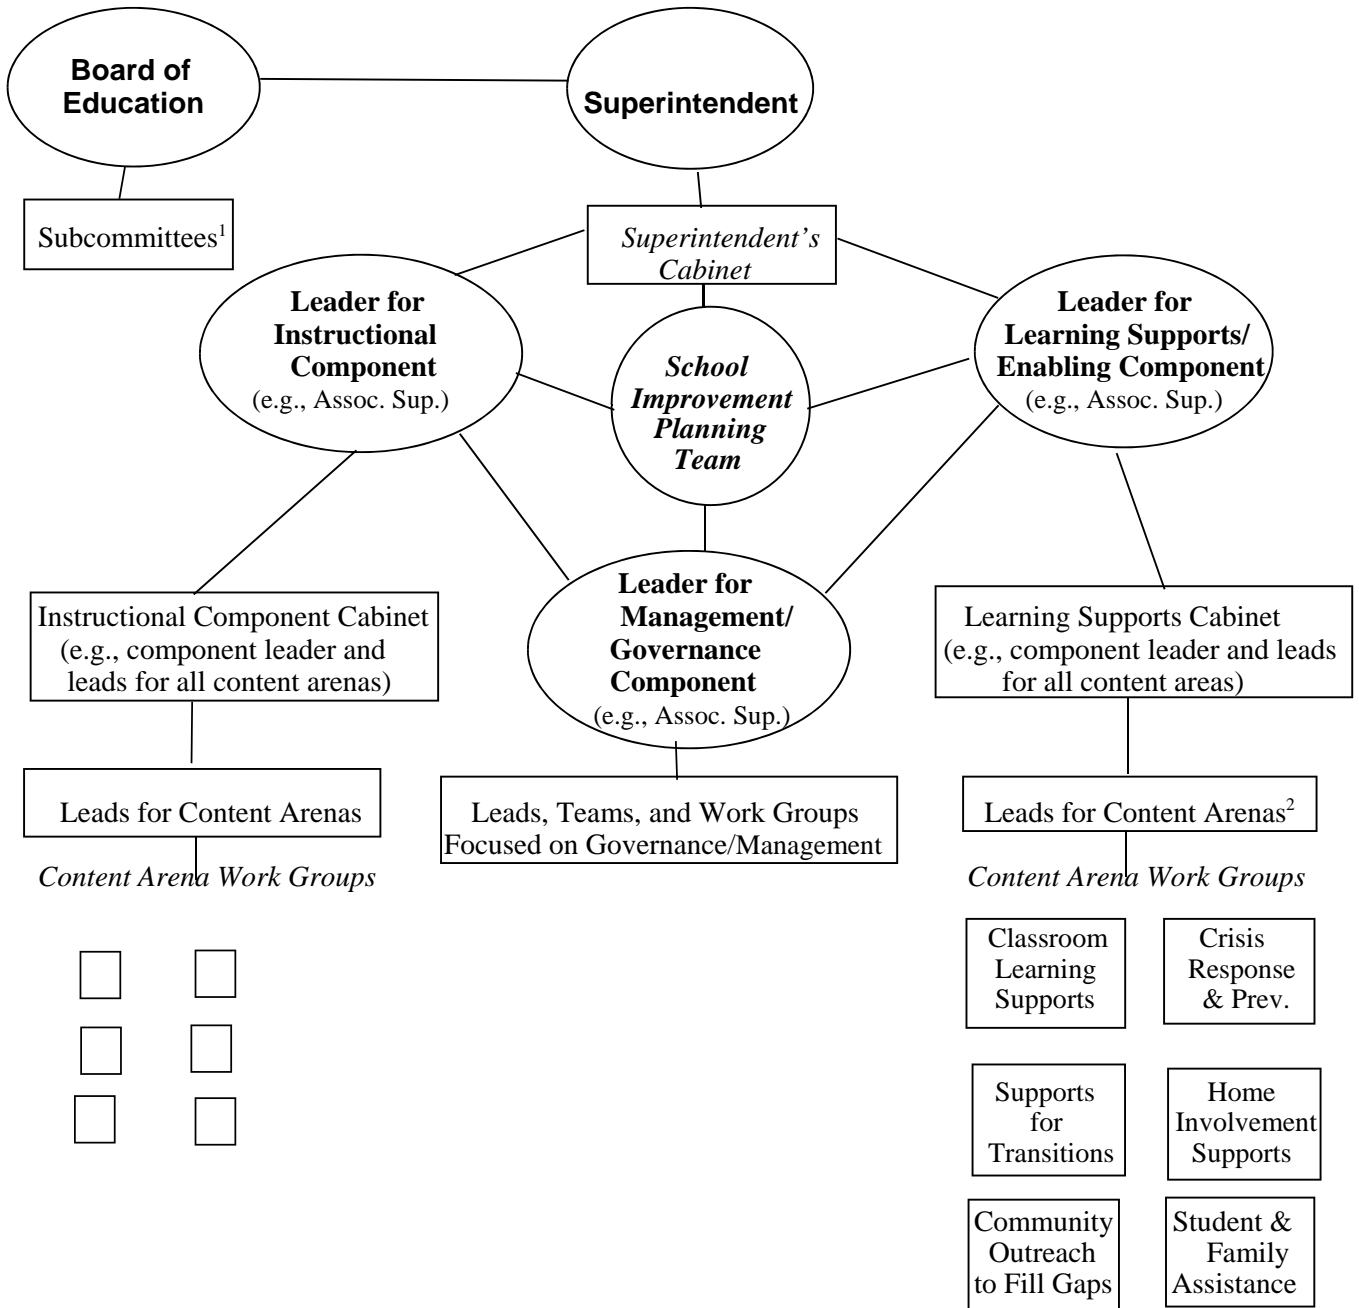 Board of
Education
Superintendent
Subcommittees¹
Superintendent's
Cabinet
Leader for
Instructional
Component
(e.g., Assoc. Sup.)
School
Improvement
Planning
Team
Leader for
Learning Supports/
Enabling Component
(e.g., Assoc. Sup.)
Leader for
Management/
Governance
Component
(e.g., Assoc. Sup.)
Instructional Component Cabinet
(e.g., component leader and
leads for all content arenas)
Learning Supports Cabinet
(e.g., component leader and leads
for all content areas)
Leads for Content Arenas
Leads, Teams, and Work Groups
Focused on Governance/Management
Leads for Content Arenas²
Content Arena Work Groups
Content Arena Work Groups
Classroom
Learning
Supports
Crisis
Response
& Prev.
Supports
for
Transitions
Home
Involvement
Supports
Community
Outreach
to Fill Gaps
Student &
Family
Assistance